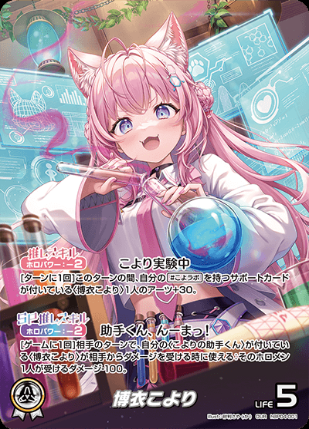 推しスキル
ホロパワー：-2
こより実験中
[ターンに1回]このターンの間、自分の#こよラボを持つサポートカード
が付いている〈博衣こより〉1人のアーツ+30。
SP推しスキル
ホロパワー：-2
助手くん、んーまっ！
[ゲームに1回]相手のターンで、自分の〈こよりの助手くん〉が付いてい
る〈博衣こより〉が相手からダメージを受ける時に使える：そのホロメン
1人が受けるダメージ-100。
博衣こより
LIFE 5